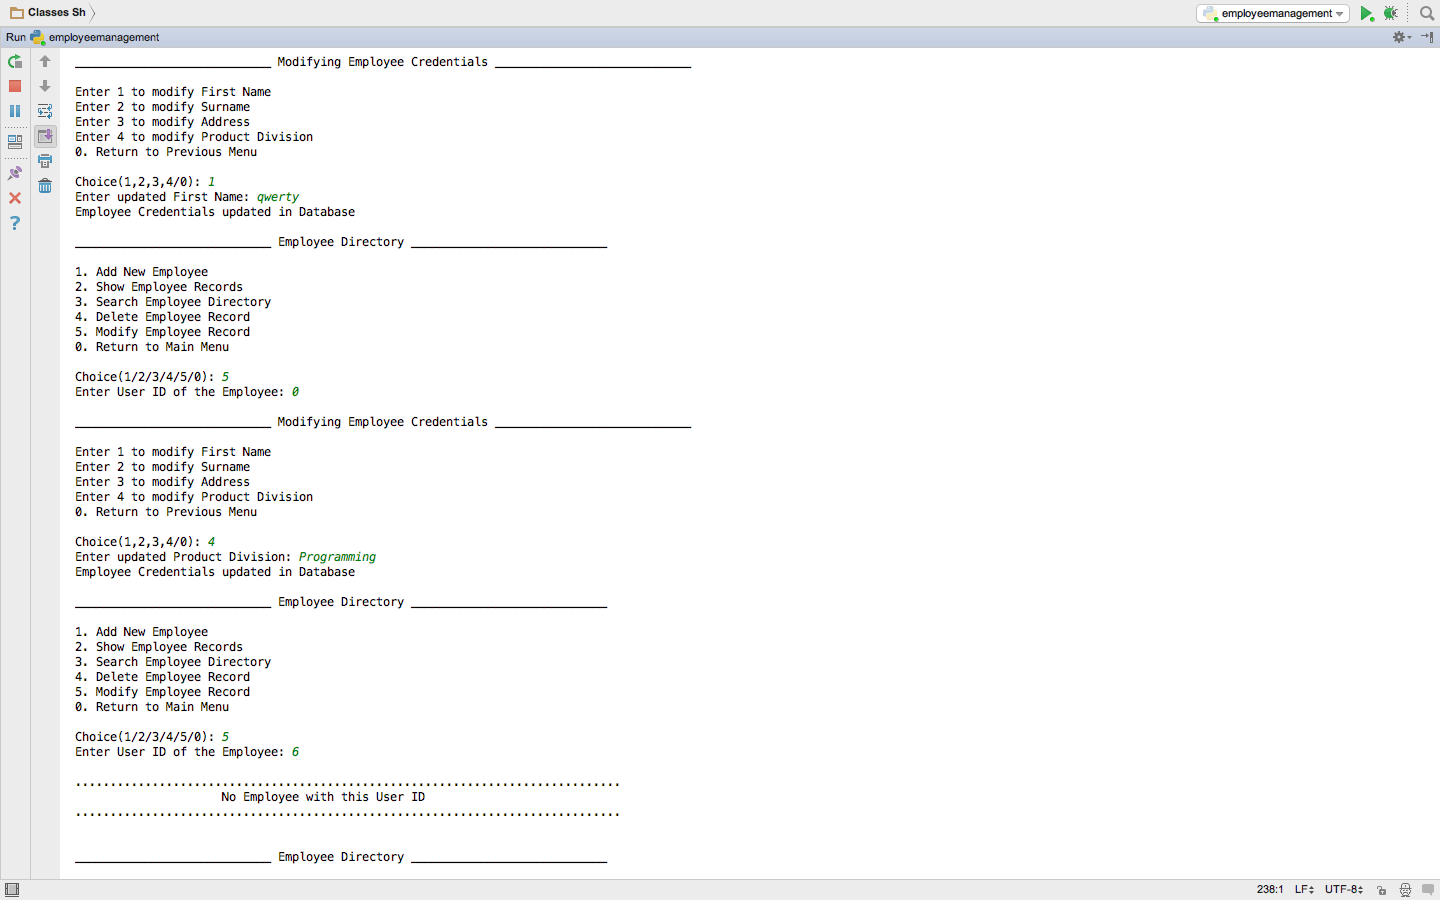 Classes Sh
employeemanagement
Run employeemanagement
____________________________ Modifying Employee Credentials ____________________________
Enter 1 to modify First Name
Enter 2 to modify Surname
Enter 3 to modify Address
Enter 4 to modify Product Division
0. Return to Previous Menu
Choice(1,2,3,4/0): 1
Enter updated First Name: qwerty
Employee Credentials updated in Database
____________________________ Employee Directory ____________________________
1. Add New Employee
2. Show Employee Records
3. Search Employee Directory
4. Delete Employee Record
5. Modify Employee Record
0. Return to Main Menu
Choice(1/2/3/4/5/0): 5
Enter User ID of the Employee: 0
____________________________ Modifying Employee Credentials ____________________________
Enter 1 to modify First Name
Enter 2 to modify Surname
Enter 3 to modify Address
Enter 4 to modify Product Division
0. Return to Previous Menu
Choice(1,2,3,4/0): 4
Enter updated Product Division: Programming
Employee Credentials updated in Database
____________________________ Employee Directory ____________________________
1. Add New Employee
2. Show Employee Records
3. Search Employee Directory
4. Delete Employee Record
5. Modify Employee Record
0. Return to Main Menu
Choice(1/2/3/4/5/0): 5
Enter User ID of the Employee: 6
..............................................................................
No Employee with this User ID
..............................................................................
____________________________ Employee Directory ____________________________
238:1 LF UTF-8